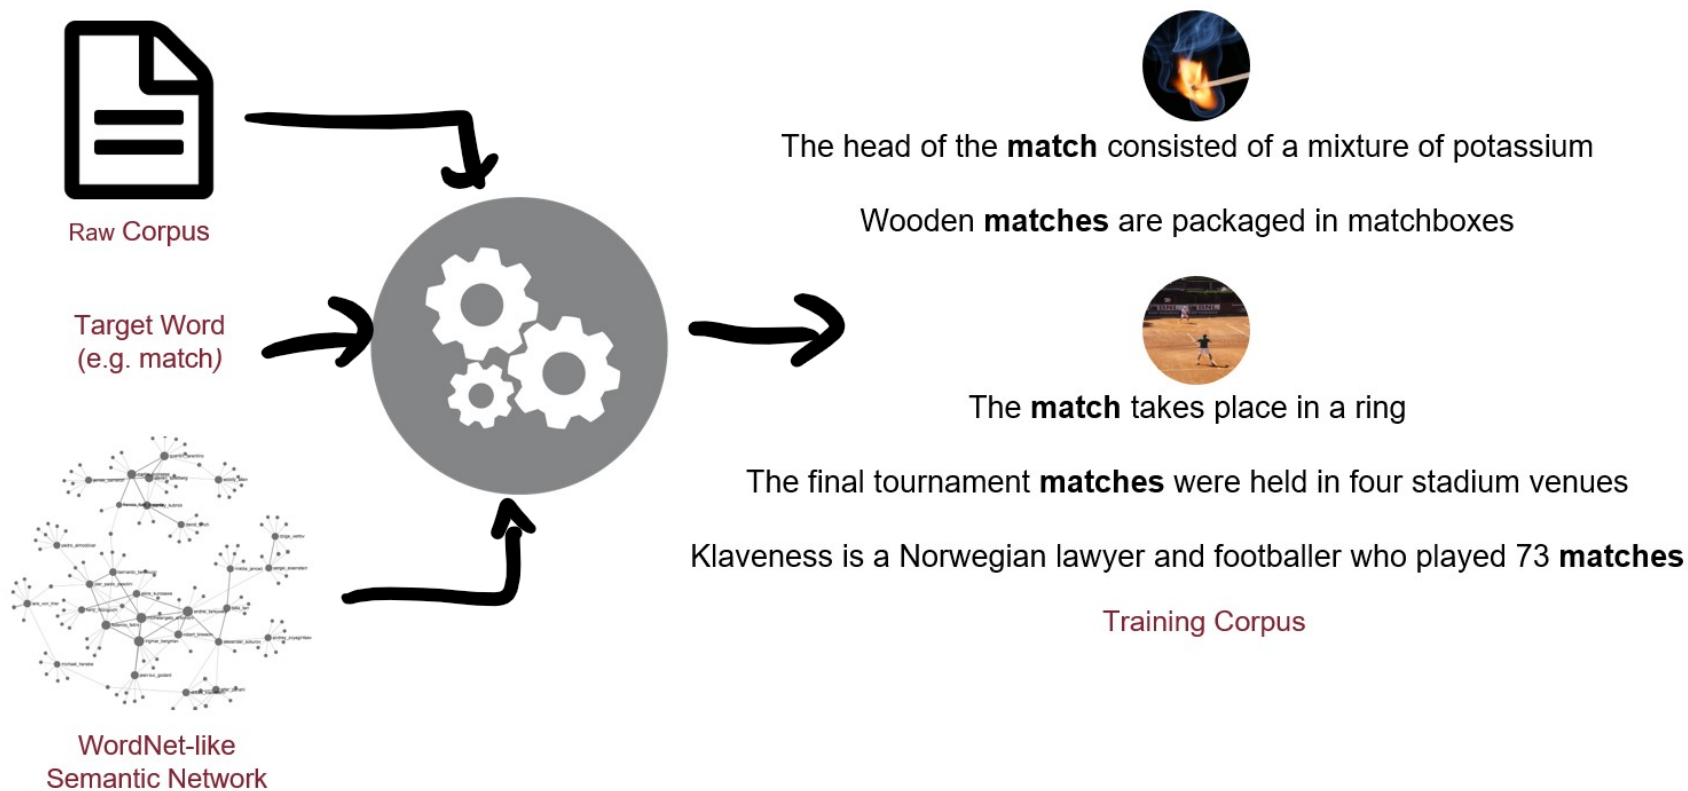 Raw Corpus
Target Word
(e.g. match)
WordNet-like
Semantic Network
The head of the match consisted of a mixture of potassium
Wooden matches are packaged in matchboxes
The match takes place in a ring
The final tournament matches were held in four stadium venues
Klaveness is a Norwegian lawyer and footballer who played 73 matches
Training Corpus